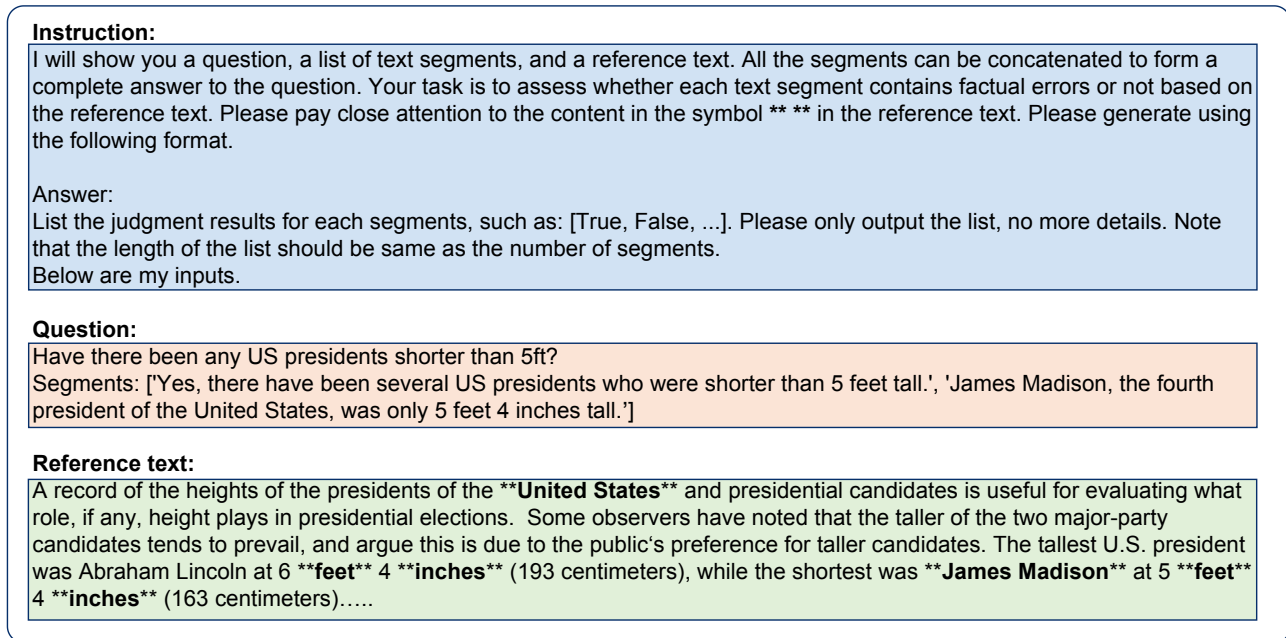 Instruction:
I will show you a question, a list of text segments, and a reference text. All the segments can be concatenated to form a
complete answer to the question. Your task is to assess whether each text segment contains factual errors or not based on
the reference text. Please pay close attention to the content in the symbol ** ** in the reference text. Please generate using
the following format.
Answer:
List the judgment results for each segments, such as: [True, False, ...]. Please only output the list, no more details. Note
that the length of the list should be same as the number of segments.
Below are my inputs.
Question:
Have there been any US presidents shorter than 5ft?
Segments: ['Yes, there have been several US presidents who were shorter than 5 feet tall.', 'James Madison, the fourth
president of the United States, was only 5 feet 4 inches tall.’]
Reference text:
A record of the heights of the presidents of the **United States** and presidential candidates is useful for evaluating what
role, if any, height plays in presidential elections. Some observers have noted that the taller of the two major-party
candidates tends to prevail, and argue this is due to the public‘s preference for taller candidates. The tallest U.S. president
was Abraham Lincoln at 6 **feet** 4 **inches** (193 centimeters), while the shortest was **James Madison** at 5 **feet**
4 **inches** (163 centimeters)…..